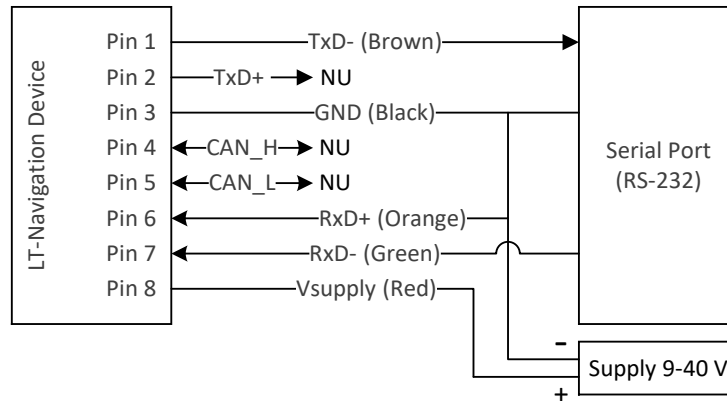 LT-Navigation Device
Pin 1 TxD- (Brown)
Pin 2 TxD+ NU
Pin 3 GND (Black)
Pin 4 CAN_H NU
Pin 5 CAN_L NU
Pin 6 RxD+ (Orange)
Pin 7 RxD- (Green)
Pin 8 Vsupply (Red)
Serial Port
(RS-232)
-
Supply 9-40 V
+